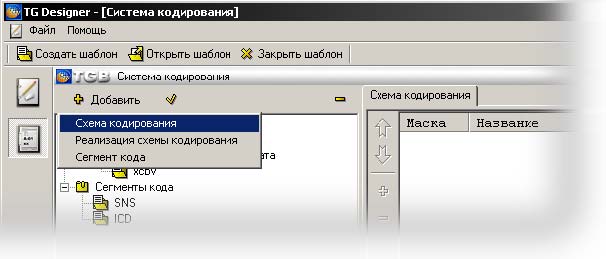 TG Designer - [Система кодирования]
Файл Помощь
Создать шаблон Открыть шаблон Закрыть шаблон
TGB Система кодирования
Добавить
Схема кодирования
Схема кодирования
Маска Название
Реализация схемы кодирования
Сегмент кода
ата
xcbv
Сегменты кода
SNS
ICD